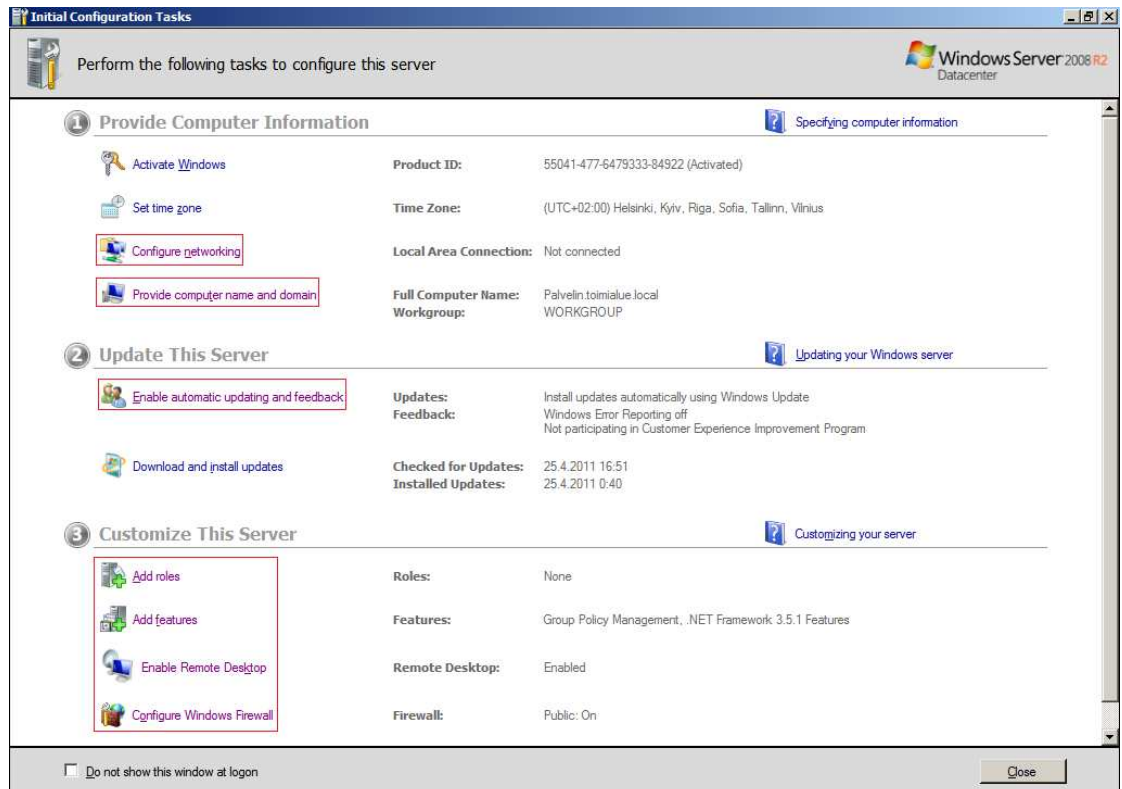 Initial Configuration Tasks
Perform the following tasks to configure this server
Windows Server 2008 R2
Datacenter
1 Provide Computer Information
Specifying computer information
Activate Windows Product ID: 55041-477-6479333-84922 (Activated)
Set time zone Time Zone: (UTC+02:00) Helsinki, Kyiv, Riga, Sofia, Tallinn, Vilnius
Configure networking Local Area Connection: Not connected
Provide computer name and domain Full Computer Name: Palvelin.toimialue.local
Workgroup: WORKGROUP
2 Update This Server
Updating your Windows server
Enable automatic updating and feedback Updates: Install updates automatically using Windows Update
Feedback: Windows Error Reporting off
Not participating in Customer Experience Improvement Program
Download and install updates Checked for Updates: 25.4.2011 16:51
Installed Updates: 25.4.2011 0:40
3 Customize This Server
Customizing your server
Add roles Roles: None
Add features Features: Group Policy Management, .NET Framework 3.5.1 Features
Enable Remote Desktop Remote Desktop: Enabled
Configure Windows Firewall Firewall: Public: On
Do not show this window at logon
Close